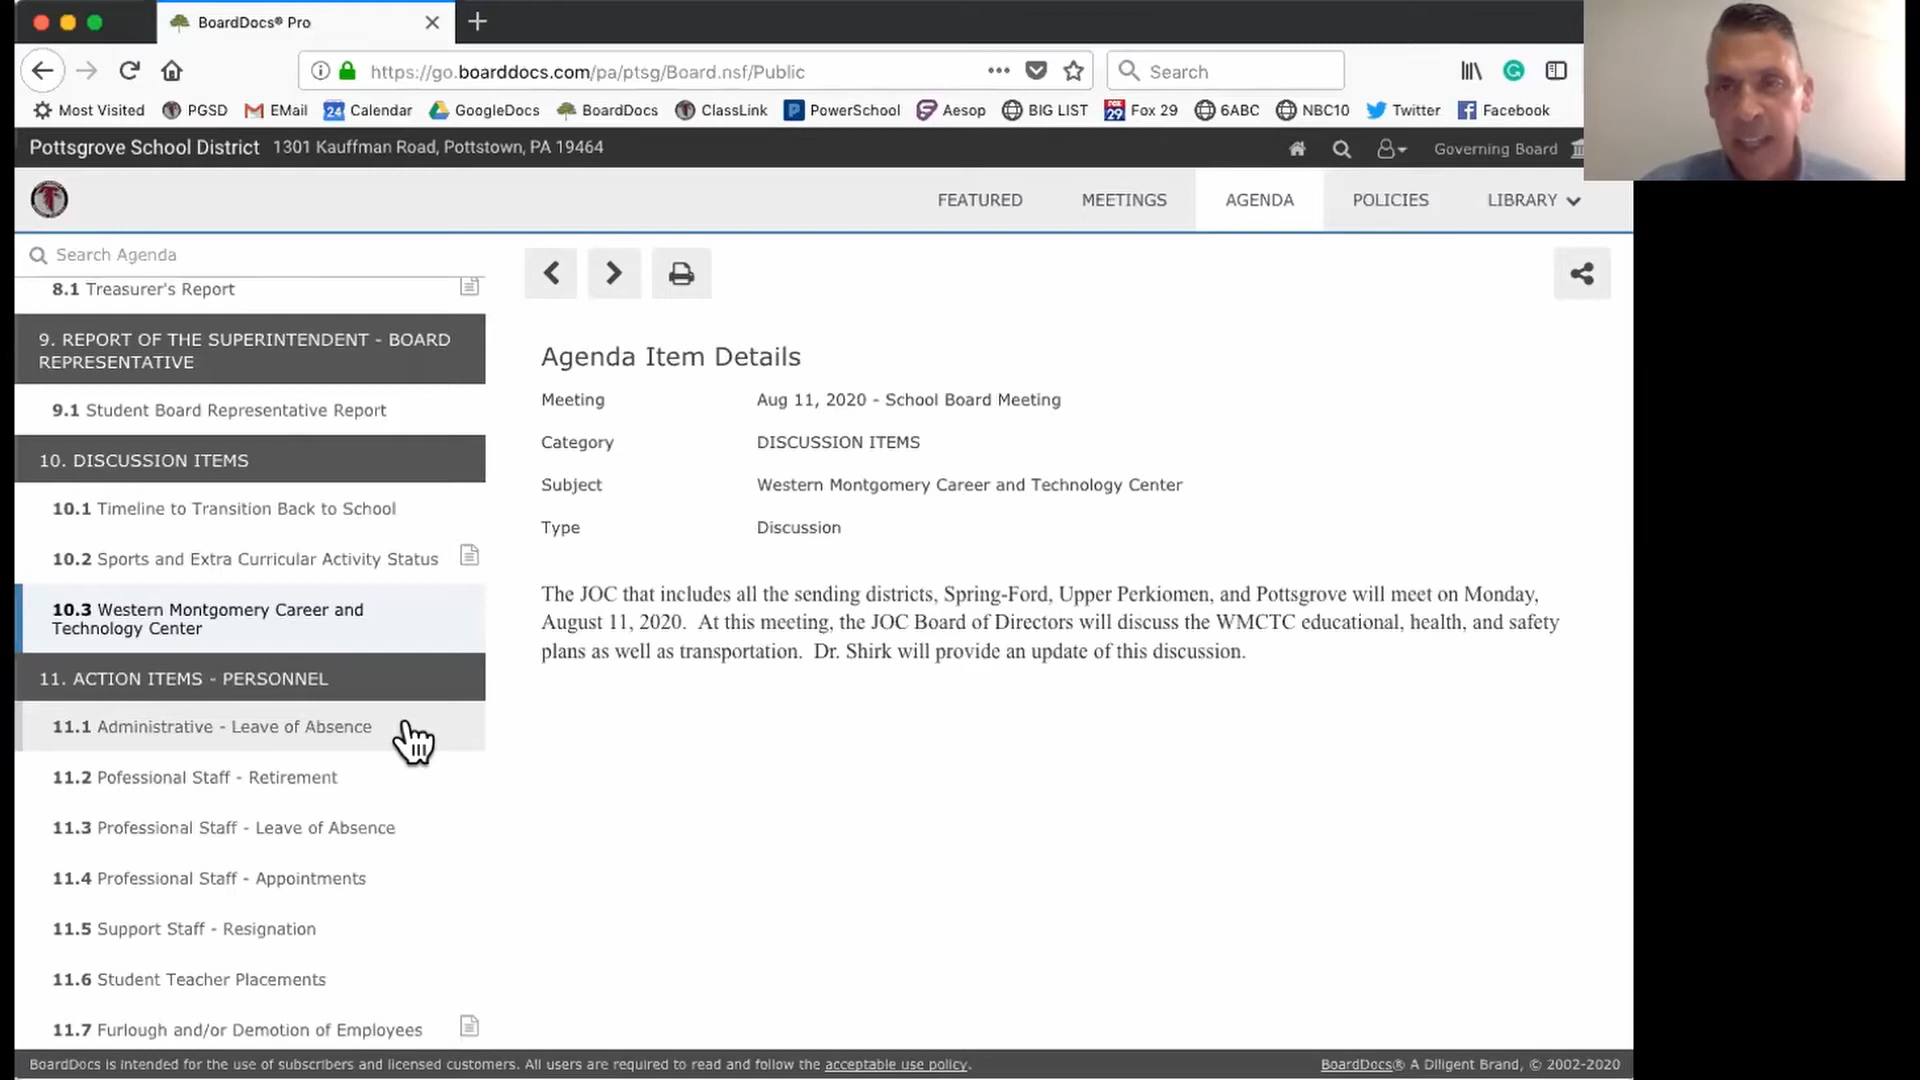 BoardDocs® Pro
https://go.boarddocs.com/pa/ptsg/Board.nsf/Public
Search
Most Visited PGSD EMail 24 Calendar GoogleDocs BoardDocs ClassLink PowerSchool Aesop BIG LIST FOX 29 Fox 29 6ABC NBC10 Twitter Facebook
Pottsgrove School District 1301 Kauffman Road, Pottstown, PA 19464
Governing Board
FEATURED MEETINGS AGENDA POLICIES LIBRARY
Search Agenda
8.1 Treasurer's Report
9. REPORT OF THE SUPERINTENDENT - BOARD
REPRESENTATIVE
9.1 Student Board Representative Report
10. DISCUSSION ITEMS
10.1 Timeline to Transition Back to School
10.2 Sports and Extra Curricular Activity Status
10.3 Western Montgomery Career and
Technology Center
11. ACTION ITEMS - PERSONNEL
11.1 Administrative - Leave of Absence
11.2 Pofessional Staff - Retirement
11.3 Professional Staff - Leave of Absence
11.4 Professional Staff - Appointments
11.5 Support Staff - Resignation
11.6 Student Teacher Placements
11.7 Furlough and/or Demotion of Employees
Agenda Item Details
Meeting Aug 11, 2020 - School Board Meeting
Category DISCUSSION ITEMS
Subject Western Montgomery Career and Technology Center
Type Discussion
The JOC that includes all the sending districts, Spring-Ford, Upper Perkiomen, and Pottsgrove will meet on Monday,
August 11, 2020. At this meeting, the JOC Board of Directors will discuss the WMCTC educational, health, and safety
plans as well as transportation. Dr. Shirk will provide an update of this discussion.
BoardDocs is intended for the use of subscribers and licensed customers. All users are required to read and follow the acceptable use policy.
BoardDocs® A Diligent Brand, © 2002-2020